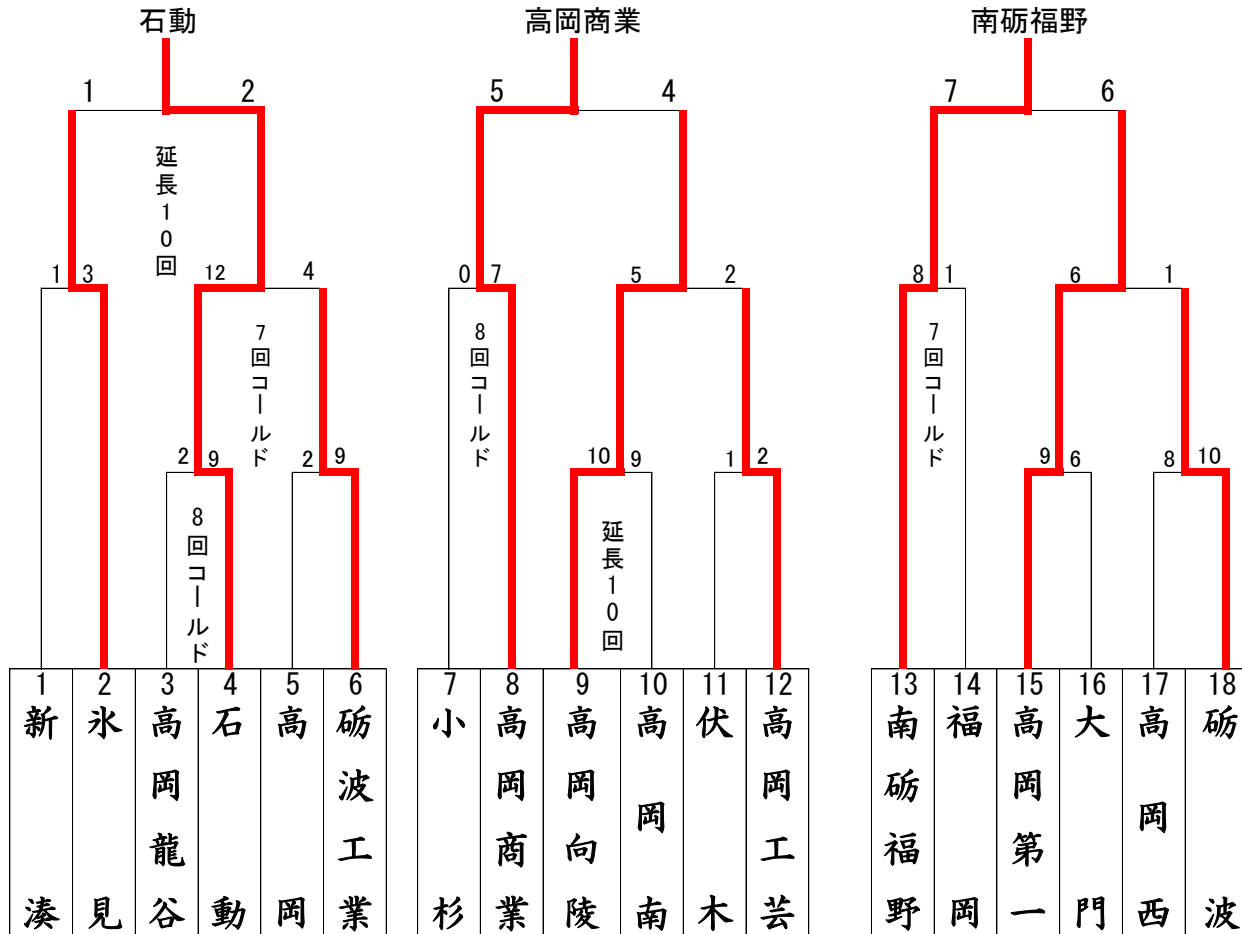 石動
高岡商業
南砺福野
1
2
5
4
7
6
延長10回
1
3
12
4
0
7
5
2
8
1
6
1
7回コールド
8回コールド
7回コールド
2
9
2
9
10
9
1
2
9
6
8
10
8回コールド
延長10回
1
2
3
4
5
6
7
8
9
10
11
12
13
14
15
16
17
18
新湊
氷見
高岡龍谷
石動
高岡
砺波工業
小杉
高岡商業
高岡向陵
高岡南
伏木
高岡工芸
南砺福野
福岡
高岡第一
大門
高岡西
砺波